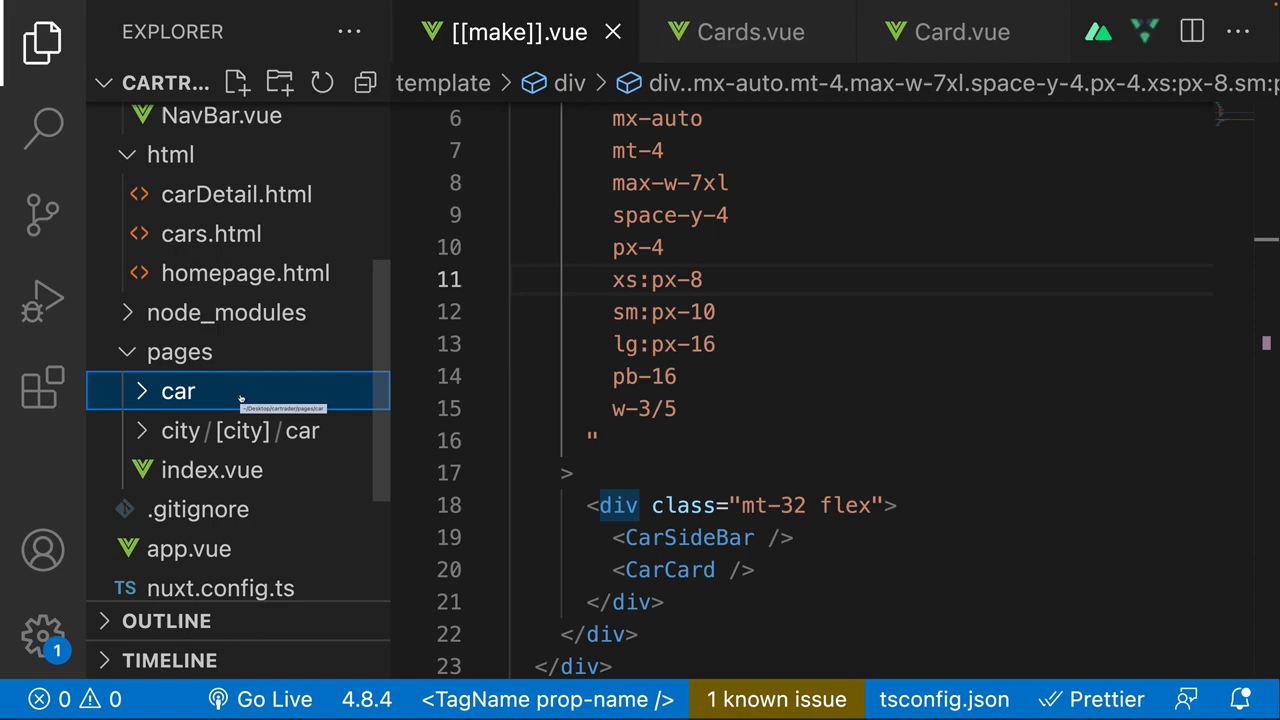 EXPLORER
[[make]].vue
Cards.vue
Card.vue
CARTR...
template > div > div..mx-auto.mt-4.max-w-7xl.space-y-4.px-4.xs:px-8.sm:p
NavBar.vue
html
carDetail.html
cars.html
homepage.html
node_modules
pages
car
~/Desktop/cartrader/pages/car
city/[city]/car
index.vue
.gitignore
app.vue
TS nuxt.config.ts
OUTLINE
TIMELINE
6 mx-auto
7 mt-4
8 max-w-7xl
9 space-y-4
10 px-4
11 xs:px-8
12 sm:px-10
13 lg:px-16
14 pb-16
15 w-3/5
16 "
17 >
18 <div class="mt-32 flex">
19 <CarSideBar />
20 <CarCard />
21 </div>
22 </div>
23 </div>
1
0 0 Go Live 4.8.4 <TagName prop-name /> 1 known issue tsconfig.json Prettier